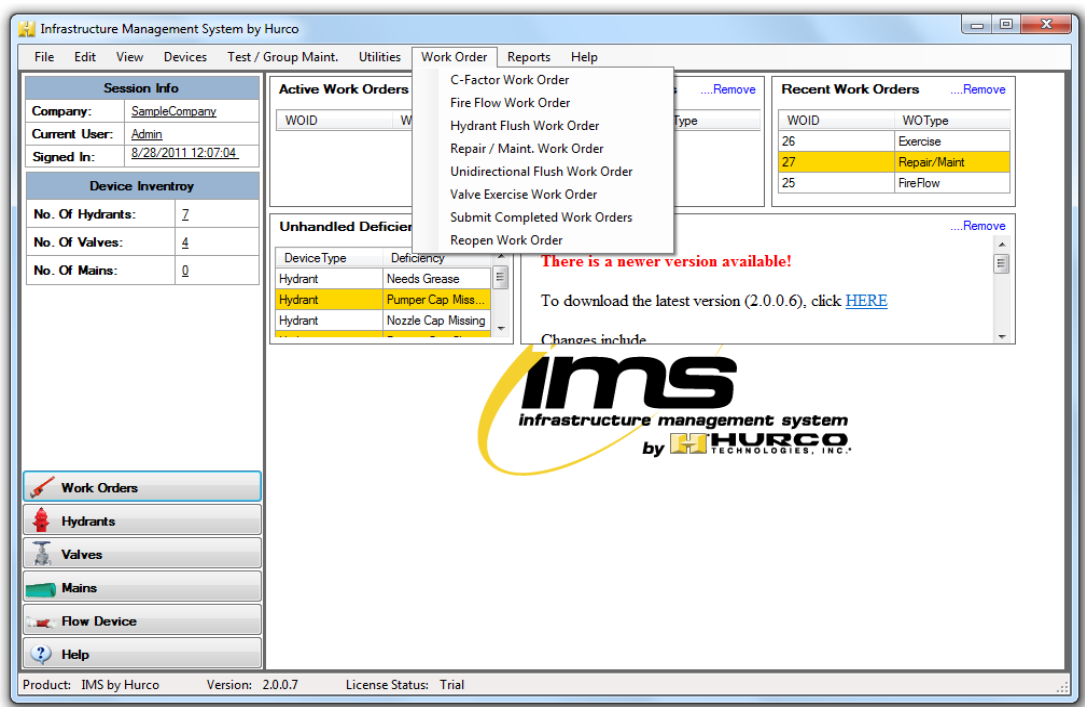 Infrastructure Management System by Hurco
File Edit View Devices Test / Group Maint. Utilities Work Order Reports Help
Session Info
Company: SampleCompany
Current User: Admin
Signed In: 8/28/2011 12:07:04
Device Inventroy
No. Of Hydrants: 7
No. Of Valves: 4
No. Of Mains: 0
Work Orders
Hydrants
Valves
Mains
Flow Device
Help
C-Factor Work Order
Fire Flow Work Order
Hydrant Flush Work Order
Repair / Maint. Work Order
Unidirectional Flush Work Order
Valve Exercise Work Order
Submit Completed Work Orders
Reopen Work Order
Active Work Orders
WOID W
s ....Remove
Type
Recent Work Orders ....Remove
WOID WOType
26 Exercise
27 Repair/Maint
25 FireFlow
Unhandled Deficier
DeviceType Deficiency
Hydrant Needs Grease
Hydrant Pumper Cap Miss...
Hydrant Nozzle Cap Missing
....Remove
There is a newer version available!
To download the latest version (2.0.0.6), click HERE
Changes include
ims
infrastructure management system
by HURCO
TECHNOLOGIES, INC.
Product: IMS by Hurco Version: 2.0.0.7 License Status: Trial